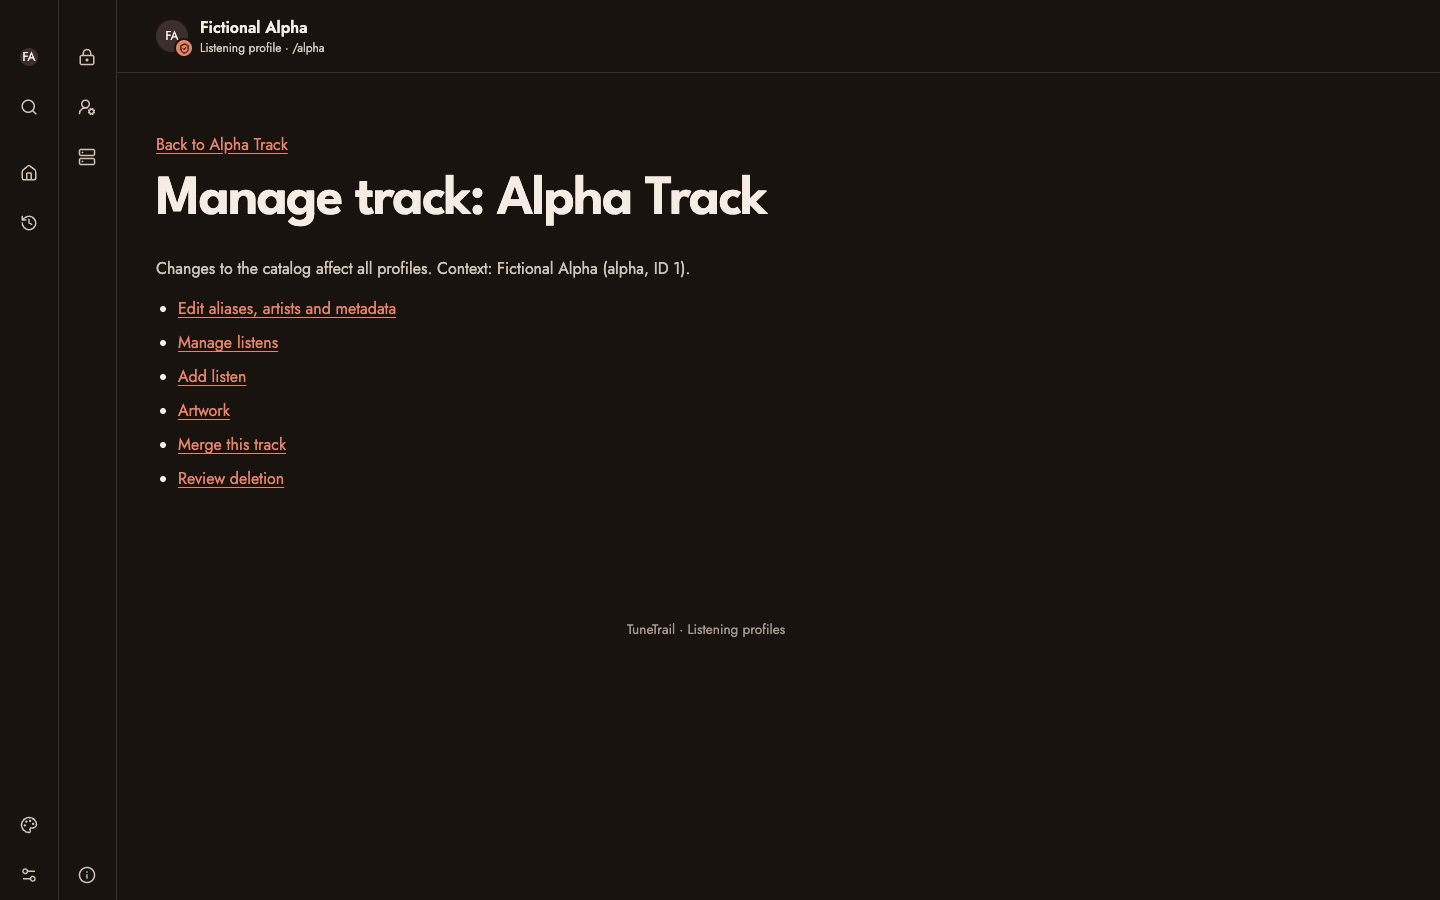 FA
FA
Fictional Alpha
Listening profile · /alpha
Back to Alpha Track
Manage track: Alpha Track
Changes to the catalog affect all profiles. Context: Fictional Alpha (alpha, ID 1).
Edit aliases, artists and metadata
Manage listens
Add listen
Artwork
Merge this track
Review deletion
TuneTrail · Listening profiles